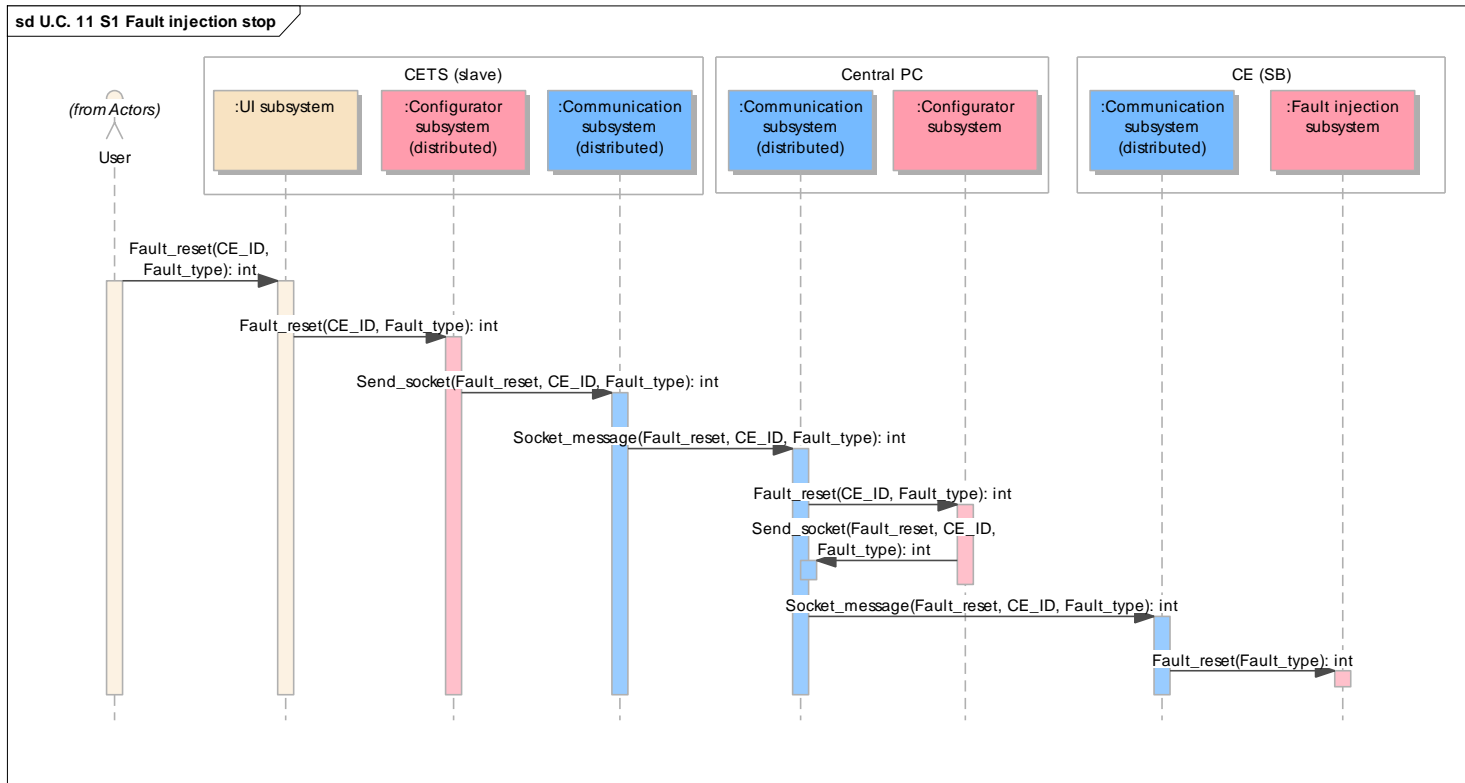 sd U.C. 11 S1 Fault injection stop
CETS (slave)
Central PC
CE (SB)
(from Actors)
User
:UI subsystem
:Configurator
subsystem
(distributed)
:Communication
subsystem
(distributed)
:Communication
subsystem
(distributed)
:Configurator
subsystem
:Communication
subsystem
(distributed)
:Fault injection
subsystem
Fault_reset(CE_ID,
Fault_type): int
Fault_reset(CE_ID, Fault_type): int
Send_socket(Fault_reset, CE_ID, Fault_type): int
Socket_message(Fault_reset, CE_ID, Fault_type): int
Fault_reset(CE_ID, Fault_type): int
Send_socket(Fault_reset, CE_ID,
Fault_type): int
Socket_message(Fault_reset, CE_ID, Fault_type): int
Fault_reset(Fault_type): int